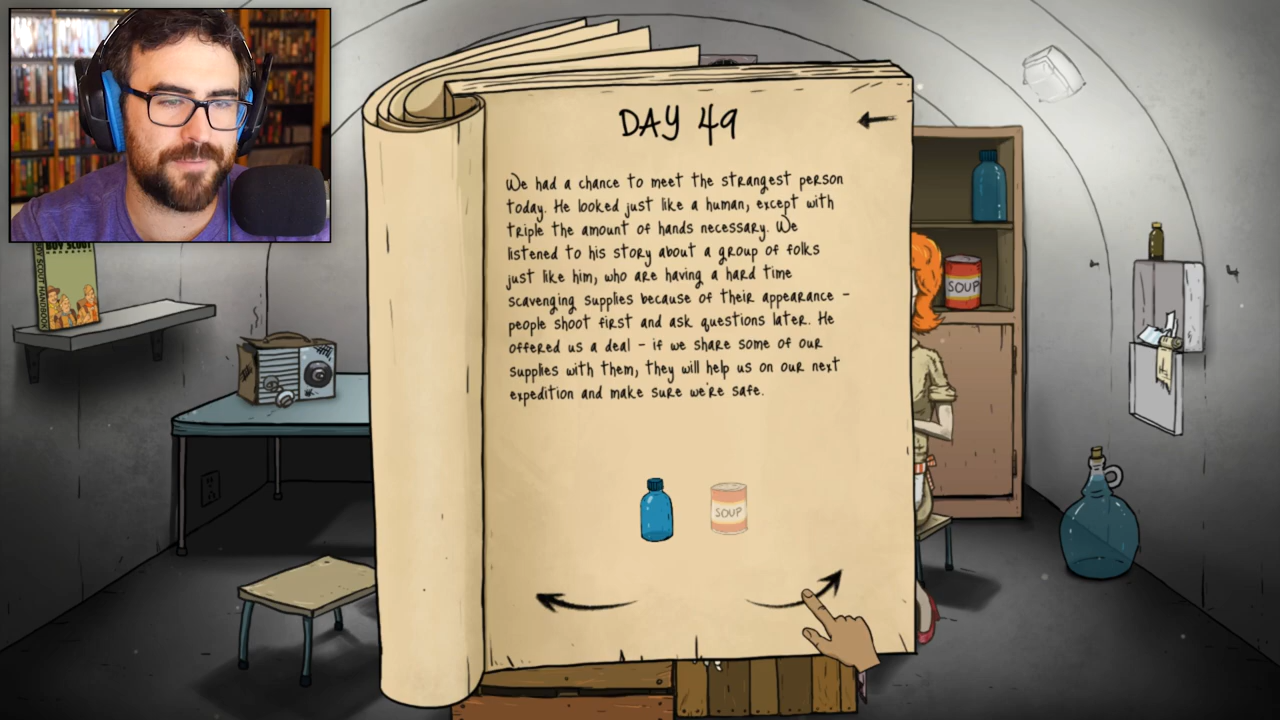 DAY 49
We had a chance to meet the strangest person
today. He looked just like a human, except with
triple the amount of hands necessary. We
listened to his story about a group of folks
just like him, who are having a hard time
scavenging supplies because of their appearance -
people shoot first and ask questions later. He
offered us a deal - if we share some of our
supplies with them, they will help us on our next
expedition and make sure we're safe.
SOUP
SOUP
BOY SCOUT
BOY SCOUT HANDBOOK